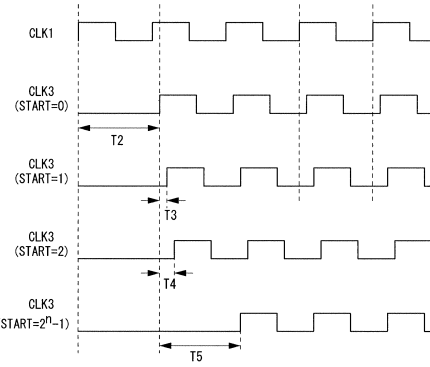 CLK1
CLK3
(START=0)
T2
CLK3
(START=1)
T3
CLK3
(START=2)
T4
CLK3
START=2n-1)
T5